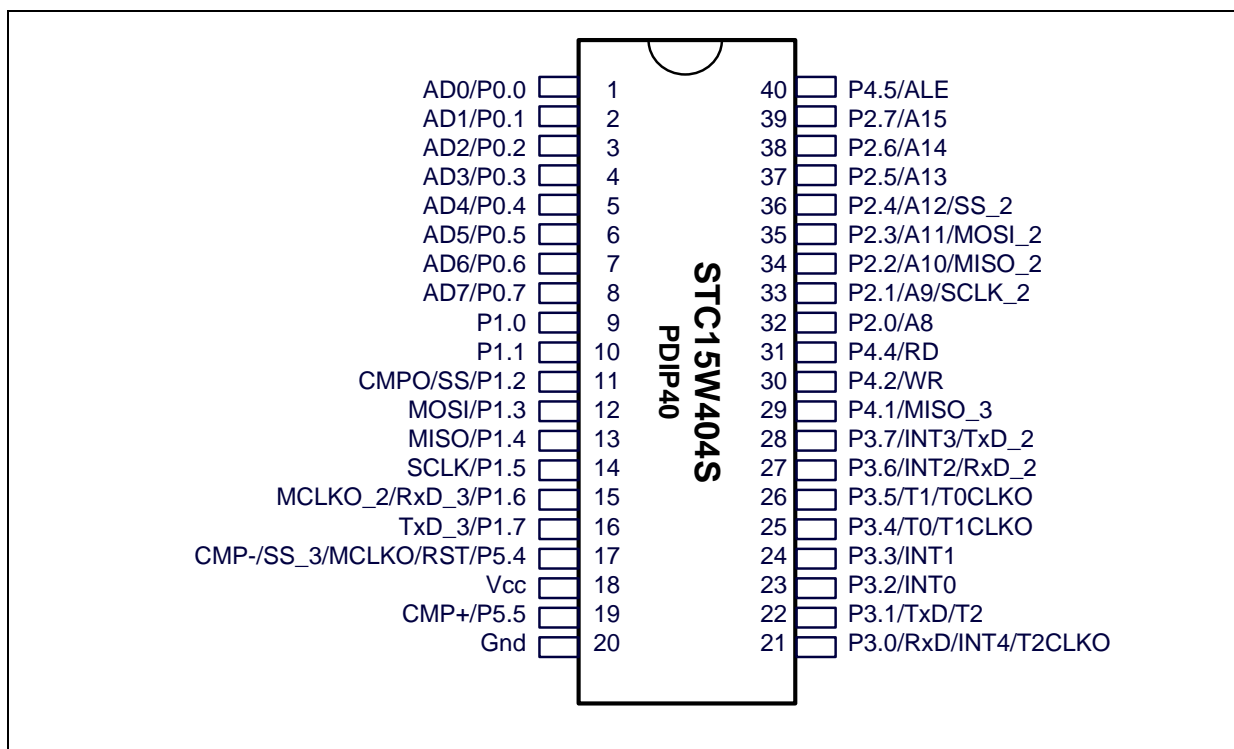 AD0/P0.0 1 40 P4.5/ALE
AD1/P0.1 2 39 P2.7/A15
AD2/P0.2 3 38 P2.6/A14
AD3/P0.3 4 37 P2.5/A13
AD4/P0.4 5 36 P2.4/A12/SS_2
AD5/P0.5 6 35 P2.3/A11/MOSI_2
AD6/P0.6 7 34 P2.2/A10/MISO_2
AD7/P0.7 8 33 P2.1/A9/SCLK_2
P1.0 9 32 P2.0/A8
P1.1 10 31 P4.4/RD
CMPO/SS/P1.2 11 30 P4.2/WR
MOSI/P1.3 12 29 P4.1/MISO_3
MISO/P1.4 13 28 P3.7/INT3/TxD_2
SCLK/P1.5 14 27 P3.6/INT2/RxD_2
MCLKO_2/RxD_3/P1.6 15 26 P3.5/T1/T0CLKO
TxD_3/P1.7 16 25 P3.4/T0/T1CLKO
CMP-/SS_3/MCLKO/RST/P5.4 17 24 P3.3/INT1
Vcc 18 23 P3.2/INT0
CMP+/P5.5 19 22 P3.1/TxD/T2
Gnd 20 21 P3.0/RxD/INT4/T2CLKO
STC15W404S
PDIP40